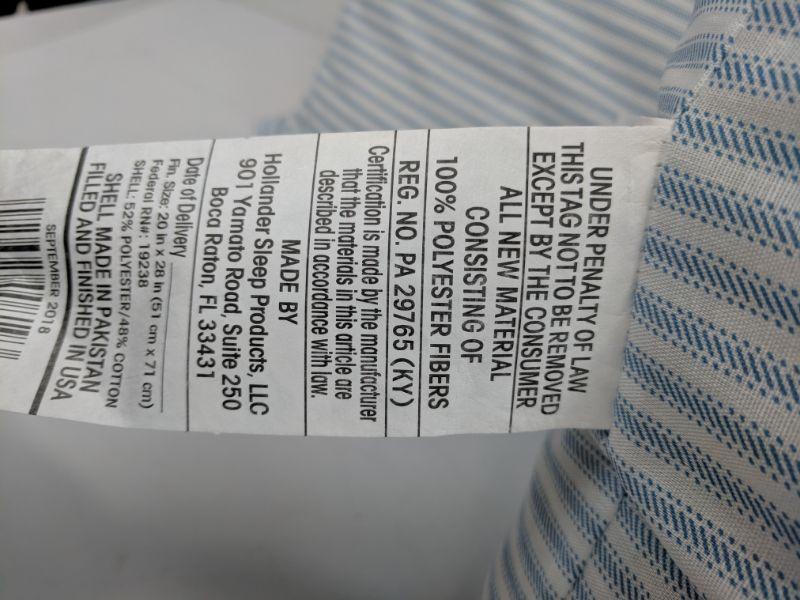 UNDER PENALTY OF LAW
THIS TAG NOT TO BE REMOVED
EXCEPT BY THE CONSUMER
ALL NEW MATERIAL
CONSISTING OF
100% POLYESTER FIBERS
REG. NO. PA 29765 (KY)
Certification is made by the manufacturer
that the materials in this article are
described in accordance with law.
MADE BY
Hollander Sleep Products, LLC
901 Yamato Road, Suite 250
Boca Raton, FL 33431
Date of Delivery
Fin. Size: 20 in x 28 in (51 cm x 71 cm)
Federal RN#: 19238
SHELL: 52% POLYESTER/48% COTTON
SHELL MADE IN PAKISTAN
FILLED AND FINISHED IN USA
SEPTEMBER 2018